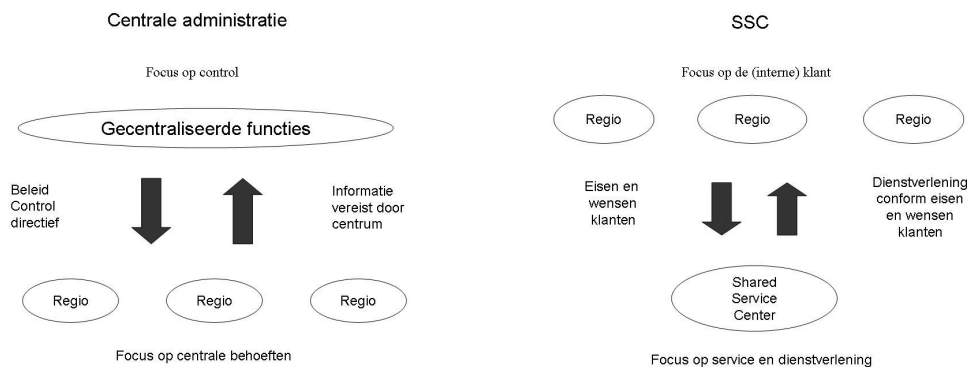 Centrale administratie
Focus op control
Gecentraliseerde functies
Beleid
Control
directief
Informatie
vereist door
centrum
Regio
Regio
Regio
Focus op centrale behoeften
SSC
Focus op de (interne) klant
Regio
Regio
Regio
Eisen en
wensen
klanten
Dienstverlening
conform eisen
en wensen
klanten
Shared
Service
Center
Focus op service en dienstverlening